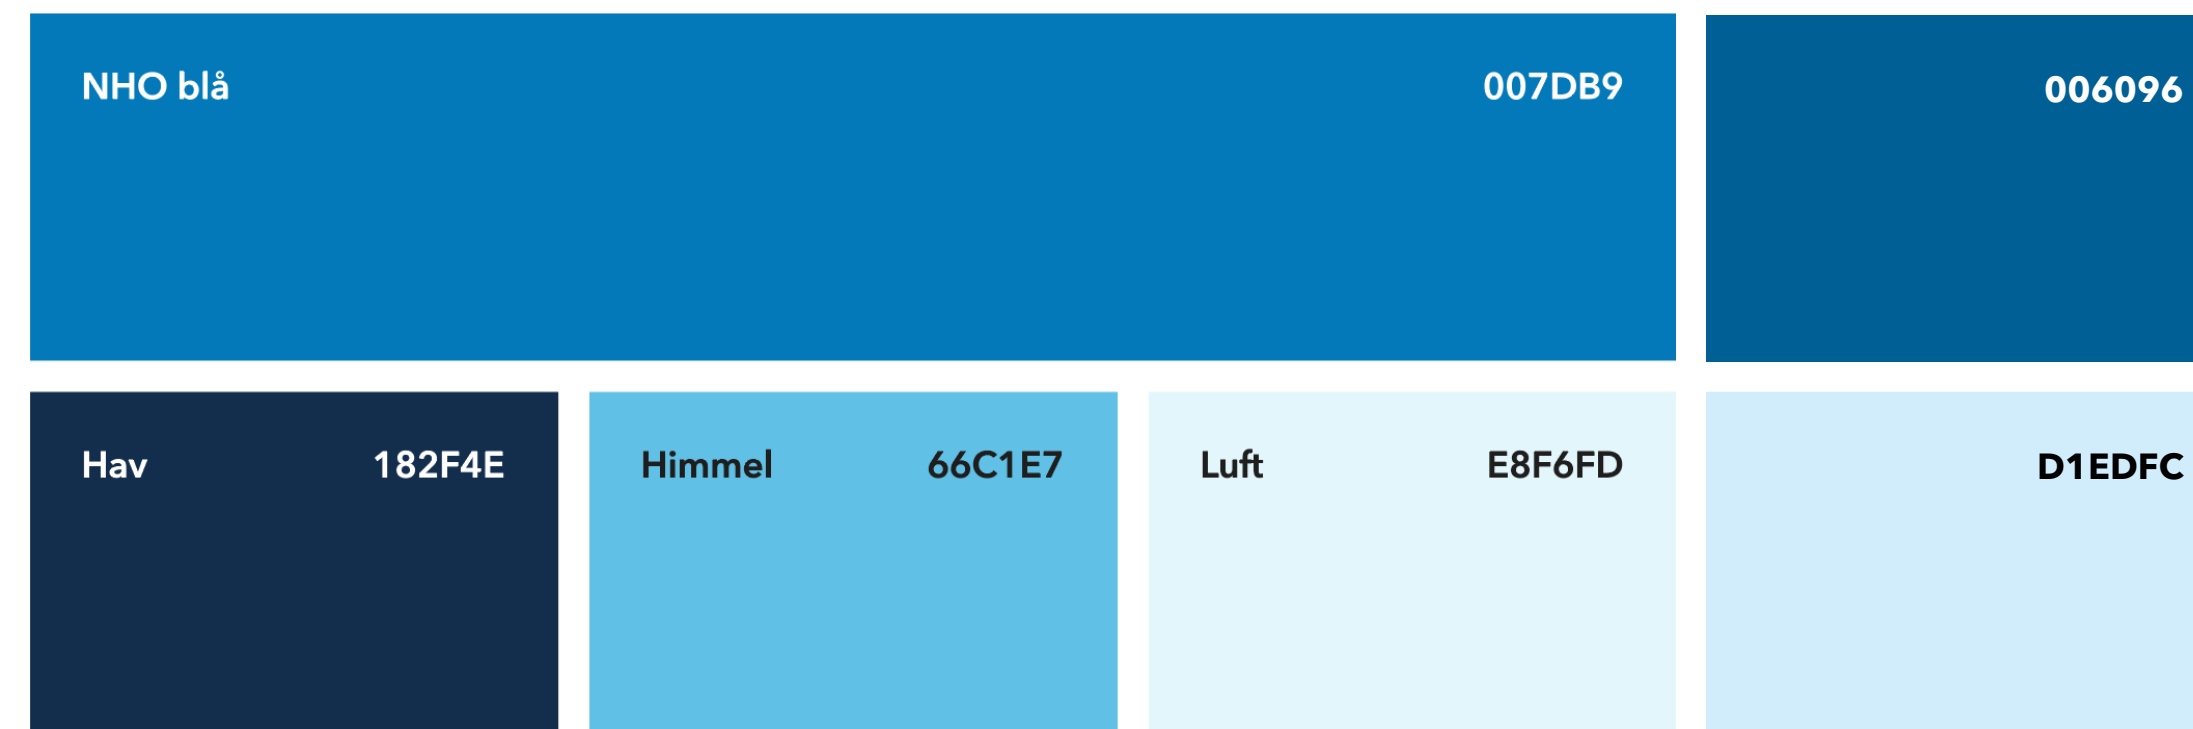 NHO blå 007DB9
006096
Hav 182F4E
Himmel 66C1E7
Luft E8F6FD
D1EDFC